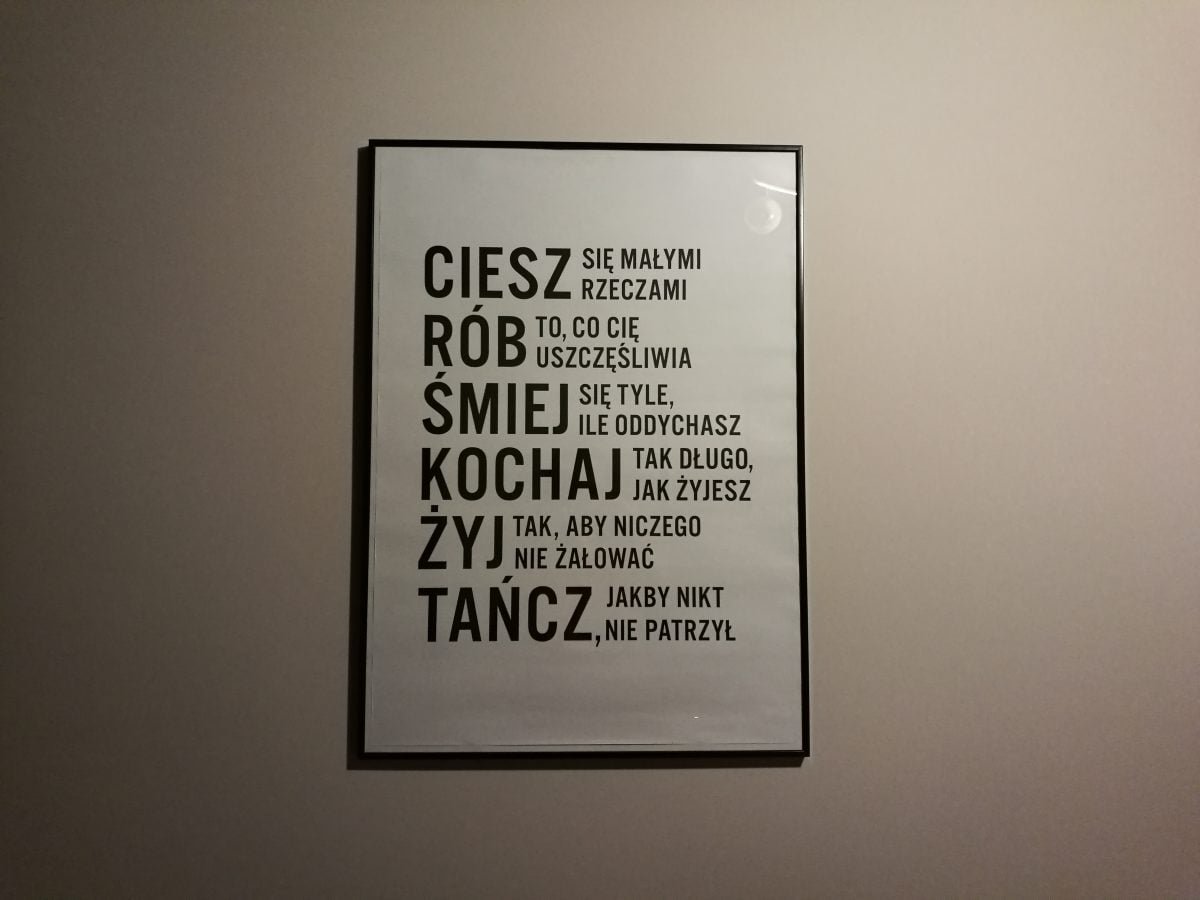 CIESZ SIĘ MAŁYMI
RZECZAMI
RÓB TO, CO CIĘ
USZCZĘŚLIWIA
ŚMIEJ SIĘ TYLE,
ILE ODDYCHASZ
KOCHAJ TAK DŁUGO,
JAK ŻYJESZ
ŻYJ TAK, ABY NICZEGO
NIE ŻAŁOWAĆ
TAŃCZ, JAKBY NIKT
NIE PATRZYŁ